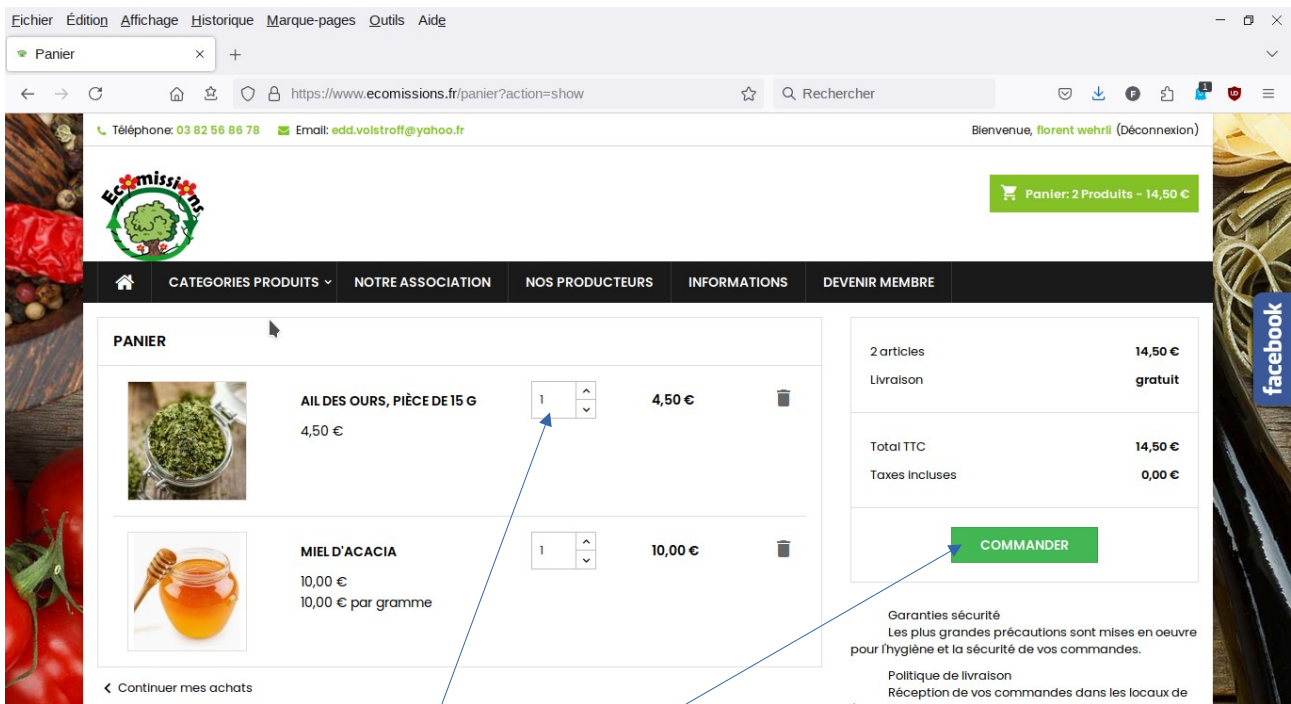 Fichier Édition Affichage Historique Marque-pages Outils Aide
Panier
https://www.ecomissions.fr/panier?action=show
Rechercher
1
Téléphone: 03 82 56 86 78 Email: edd.volstroff@yahoo.fr
Bienvenue, florent wehrli (Déconnexion)
Ecomissions
Panier: 2 Produits - 14,50 €
CATEGORIES PRODUITS NOTRE ASSOCIATION NOS PRODUCTEURS INFORMATIONS DEVENIR MEMBRE
facebook
PANIER
AIL DES OURS, PIÈCE DE 15 G
1
4,50 €
4,50 €
MIEL D'ACACIA
1
10,00 €
10,00 €
10,00 € par gramme
Continuer mes achats
2 articles 14,50 €
Livraison gratuit
Total TTC 14,50 €
Taxes incluses 0,00 €
COMMANDER
Garanties sécurité
Les plus grandes précautions sont mises en oeuvre
pour l'hygiène et la sécurité de vos commandes.
Politique de livraison
Réception de vos commandes dans les locaux de